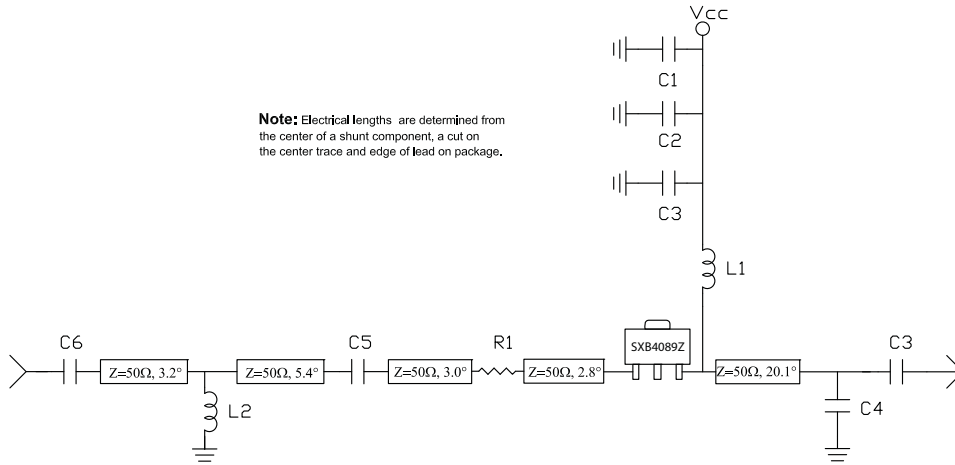 Vcc
C1
Note: Electrical lengths are determined from
the center of a shunt component, a cut on
the center trace and edge of lead on package.
C2
C3
L1
C6
C5
R1
SXB4089Z
C3
Z=50Ω, 3.2°
Z=50Ω, 5.4°
Z=50Ω, 3.0°
Z=50Ω, 2.8°
Z=50Ω, 20.1°
L2
C4